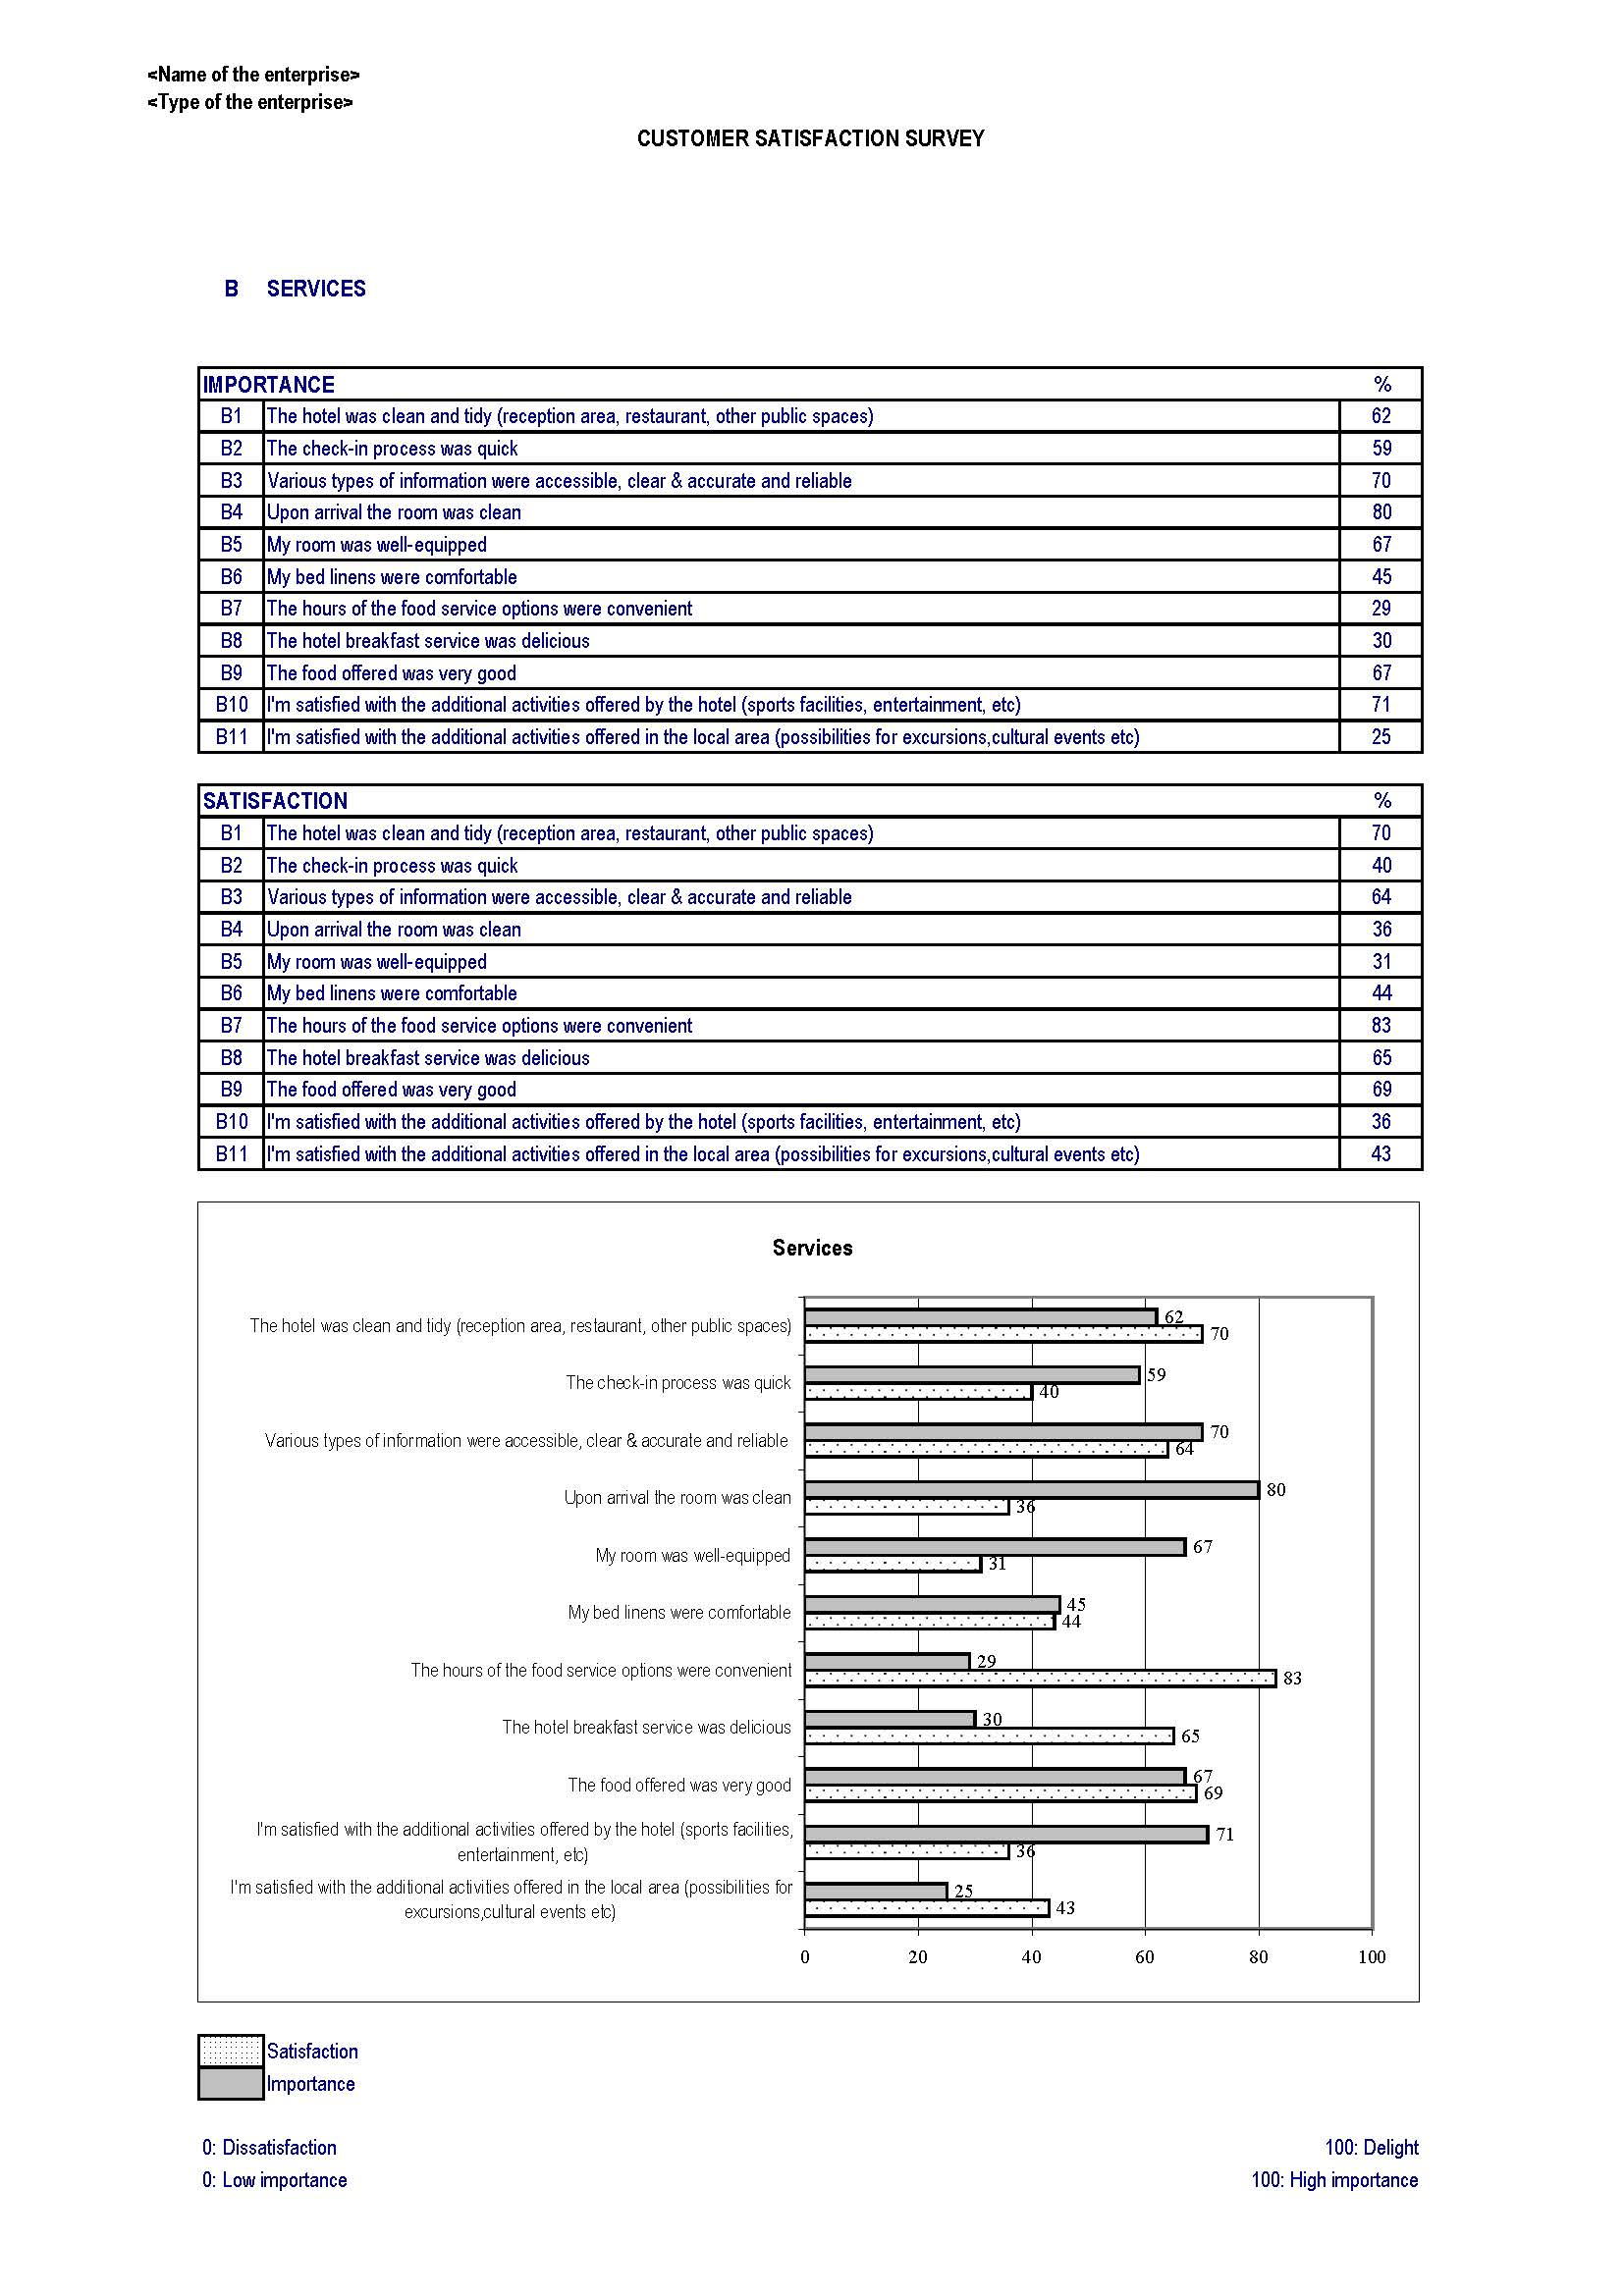 <Name of the enterprise>
<Type of the enterprise>
CUSTOMER SATISFACTION SURVEY
B SERVICES
IMPORTANCE %
B1 The hotel was clean and tidy (reception area, restaurant, other public spaces) 62
B2 The check-in process was quick 59
B3 Various types of information were accessible, clear & accurate and reliable 70
B4 Upon arrival the room was clean 80
B5 My room was well-equipped 67
B6 My bed linens were comfortable 45
B7 The hours of the food service options were convenient 29
B8 The hotel breakfast service was delicious 30
B9 The food offered was very good 67
B10 I'm satisfied with the additional activities offered by the hotel (sports facilities, entertainment, etc) 71
B11 I'm satisfied with the additional activities offered in the local area (possibilities for excursions,cultural events etc) 25
SATISFACTION %
B1 The hotel was clean and tidy (reception area, restaurant, other public spaces) 70
B2 The check-in process was quick 40
B3 Various types of information were accessible, clear & accurate and reliable 64
B4 Upon arrival the room was clean 36
B5 My room was well-equipped 31
B6 My bed linens were comfortable 44
B7 The hours of the food service options were convenient 83
B8 The hotel breakfast service was delicious 65
B9 The food offered was very good 69
B10 I'm satisfied with the additional activities offered by the hotel (sports facilities, entertainment, etc) 36
B11 I'm satisfied with the additional activities offered in the local area (possibilities for excursions,cultural events etc) 43
Services
The hotel was clean and tidy (reception area, restaurant, other public spaces) 62
70
The check-in process was quick 59
40
Various types of information were accessible, clear & accurate and reliable 70
64
Upon arrival the room was clean 80
36
My room was well-equipped 67
31
My bed linens were comfortable 45
44
The hours of the food service options were convenient 29
83
The hotel breakfast service was delicious 30
65
The food offered was very good 67
69
I'm satisfied with the additional activities offered by the hotel (sports facilities, 71
entertainment, etc) 36
I'm satisfied with the additional activities offered in the local area (possibilities for 25
excursions,cultural events etc) 43
0 20 40 60 80 100
Satisfaction
Importance
0: Dissatisfaction 100: Delight
0: Low importance 100: High importance